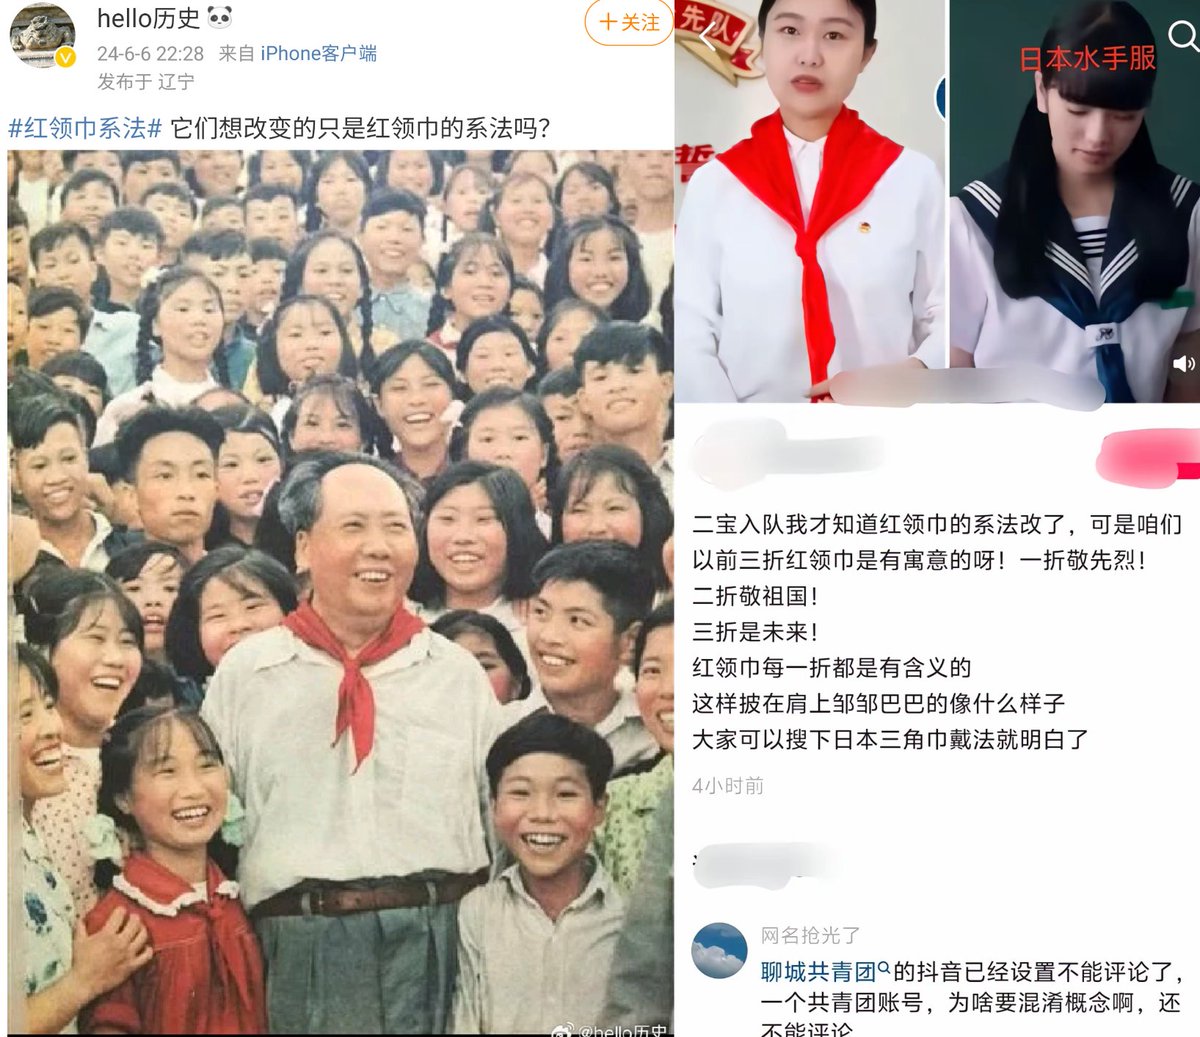 hello历史🐼
24-6-6 22:28 来自 iPhone客户端
发布于 辽宁
+关注
#红领巾系法# 它们想改变的只是红领巾的系法吗?
@hello历史
先队
日本水手服
二宝入队我才知道红领巾的系法改了，可是咱们
以前三折红领巾是有寓意的呀！一折敬先烈！
二折敬祖国！
三折是未来！
红领巾每一折都是有含义的
这样披在肩上邹邹巴巴的像什么样子
大家可以搜下日本三角巾戴法就明白了
4小时前
网名抢光了
聊城共青团的抖音已经设置不能评论了，
一个共青团账号，为啥要混淆概念啊，还
不能评论